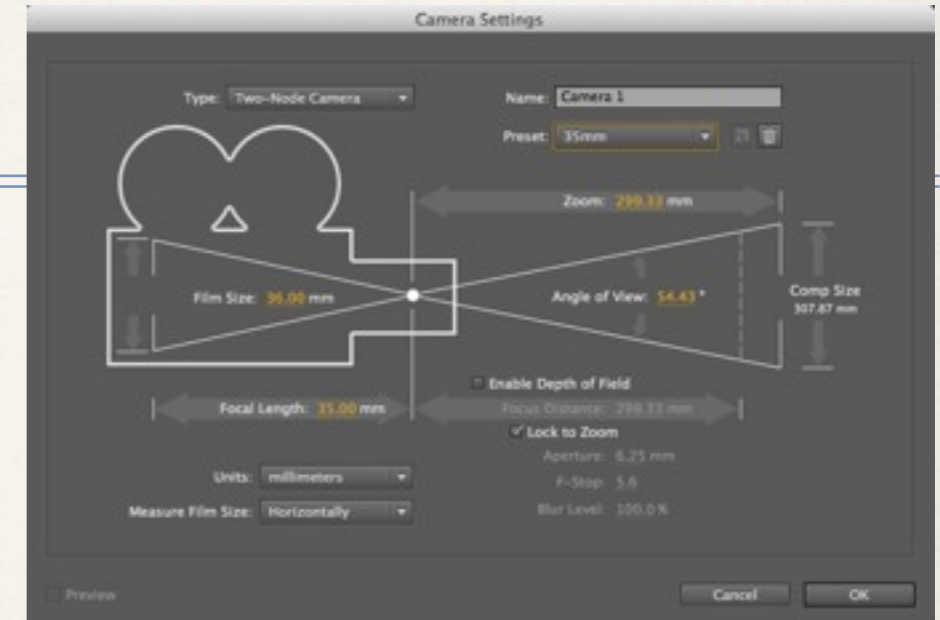 Camera Settings
Type: Two-Node Camera
Name: Camera 1
Preset: 35mm
Zoom: 299.33 mm
Film Size: 36.00 mm
Angle of View: 54.43 °
Comp Size
307.87 mm
Enable Depth of Field
Focal Length: 35.00 mm
Focus Distance: 299.33 mm
Lock to Zoom
Aperture: 6.25 mm
Units: millimeters
F-Stop: 5.6
Measure Film Size: Horizontally
Blur Level: 100.0 %
Preview
Cancel
OK